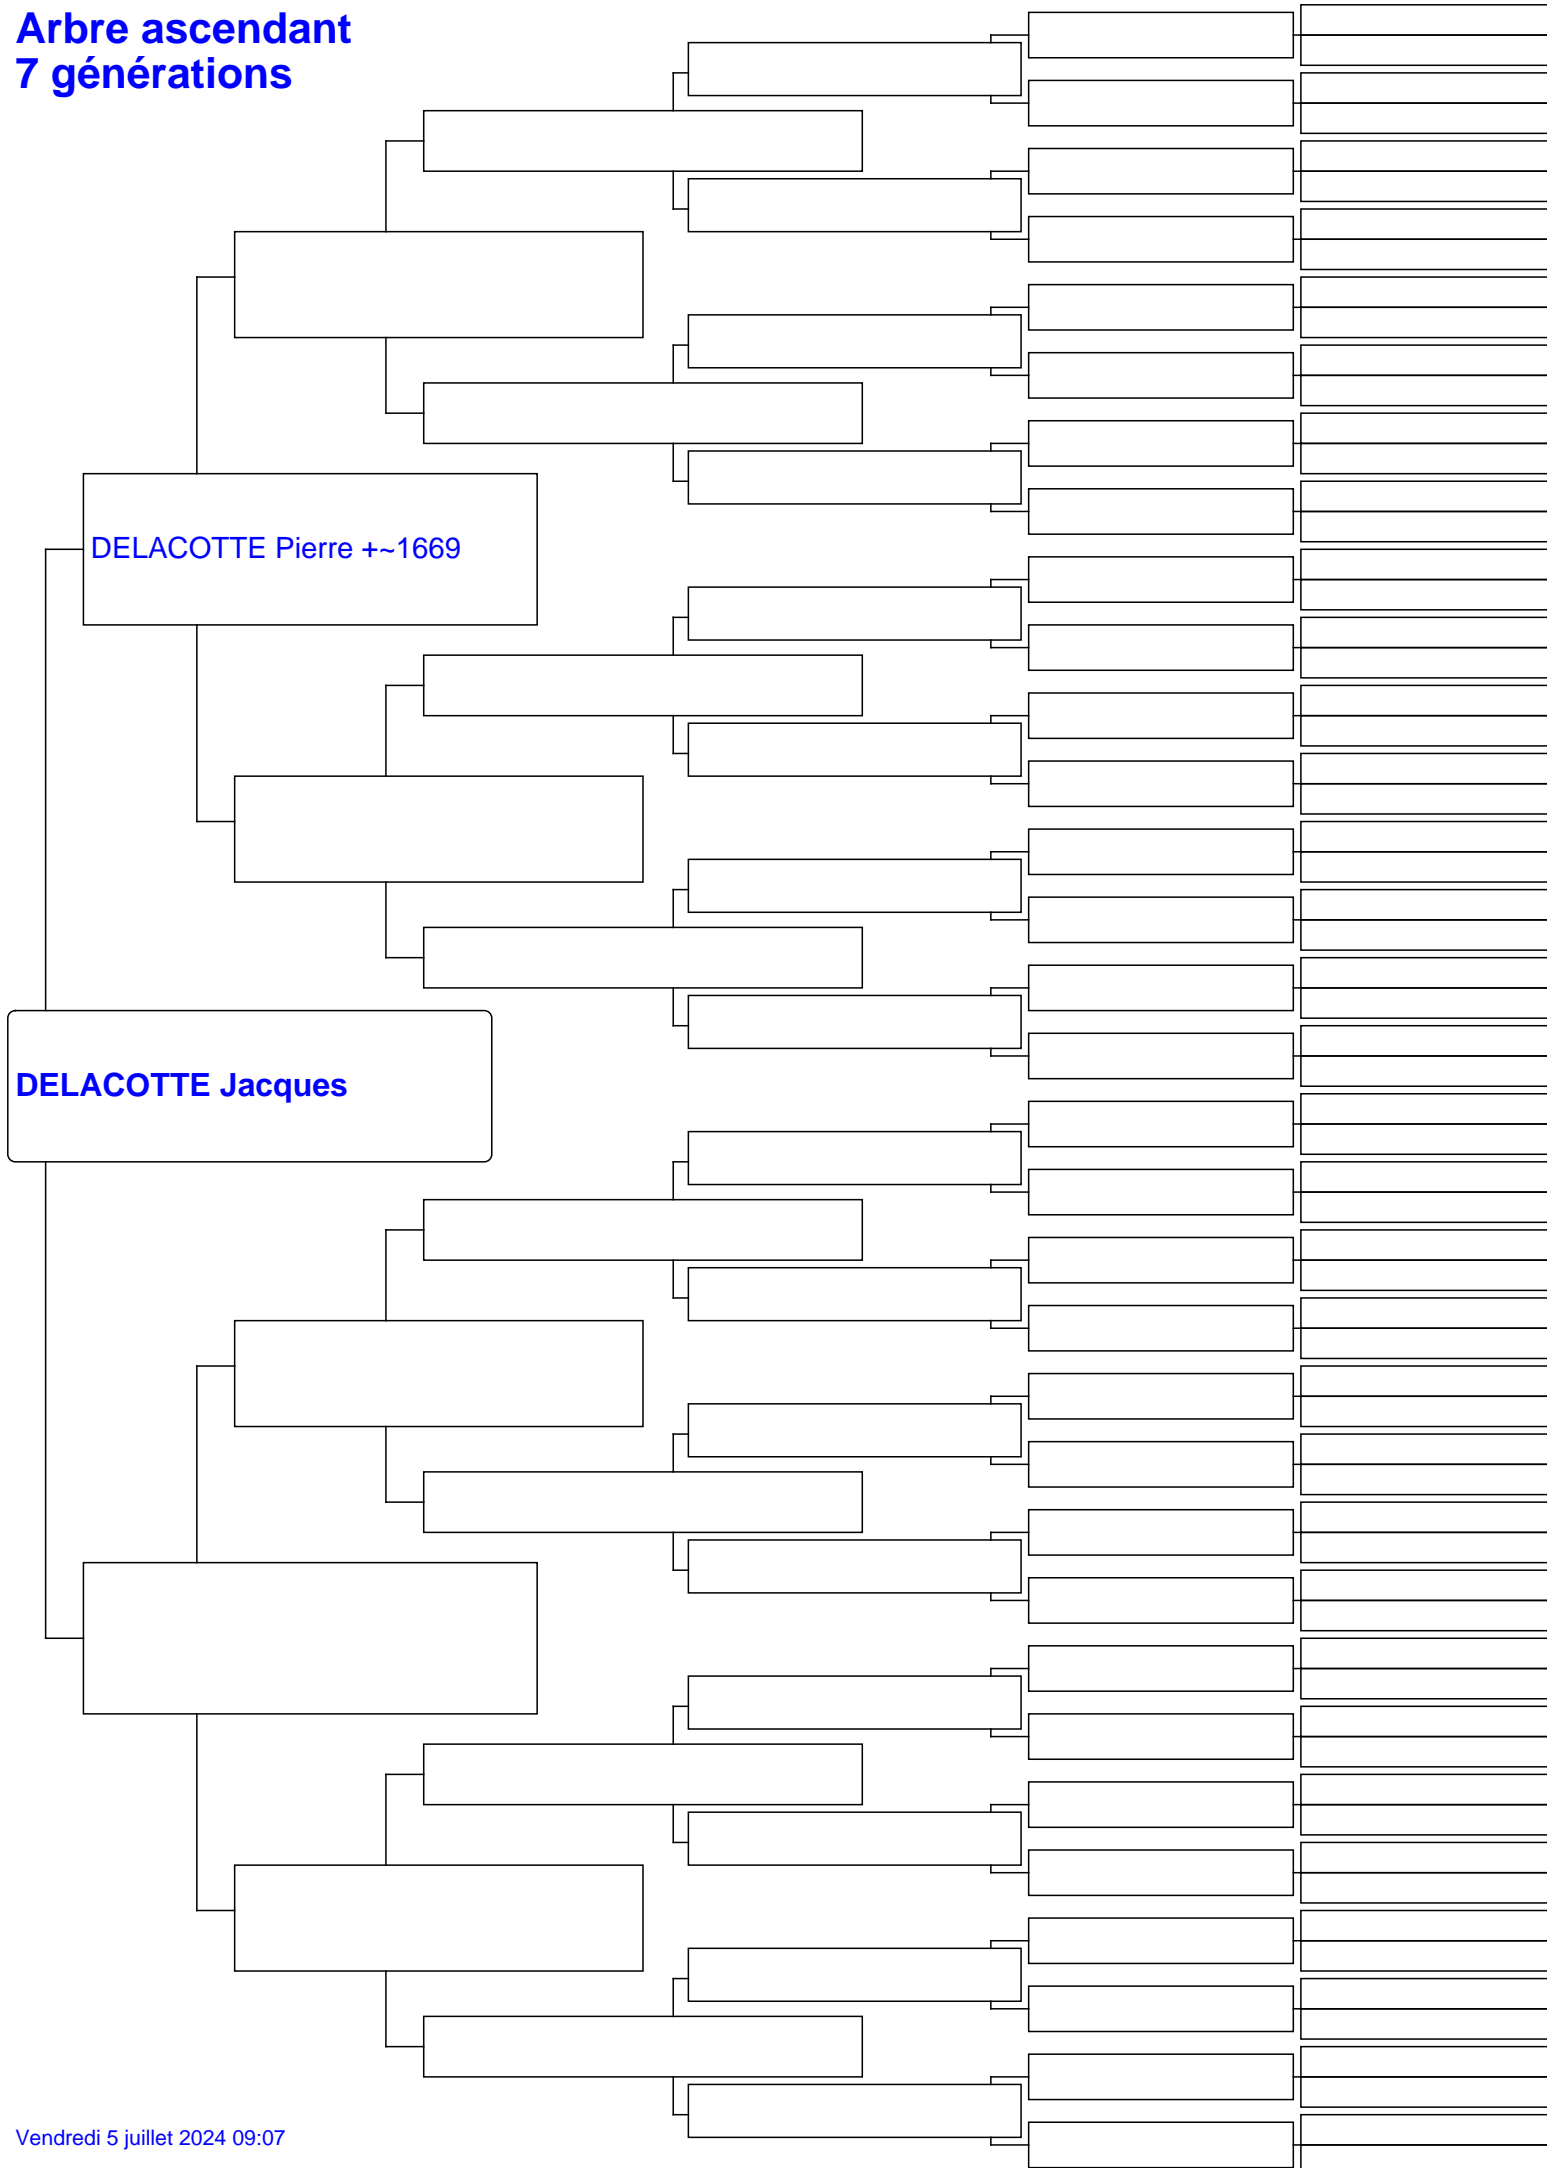 Arbre ascendant
7 générations
DELACOTTE Pierre +~1669
DELACOTTE Jacques
Vendredi 5 juillet 2024 09:07